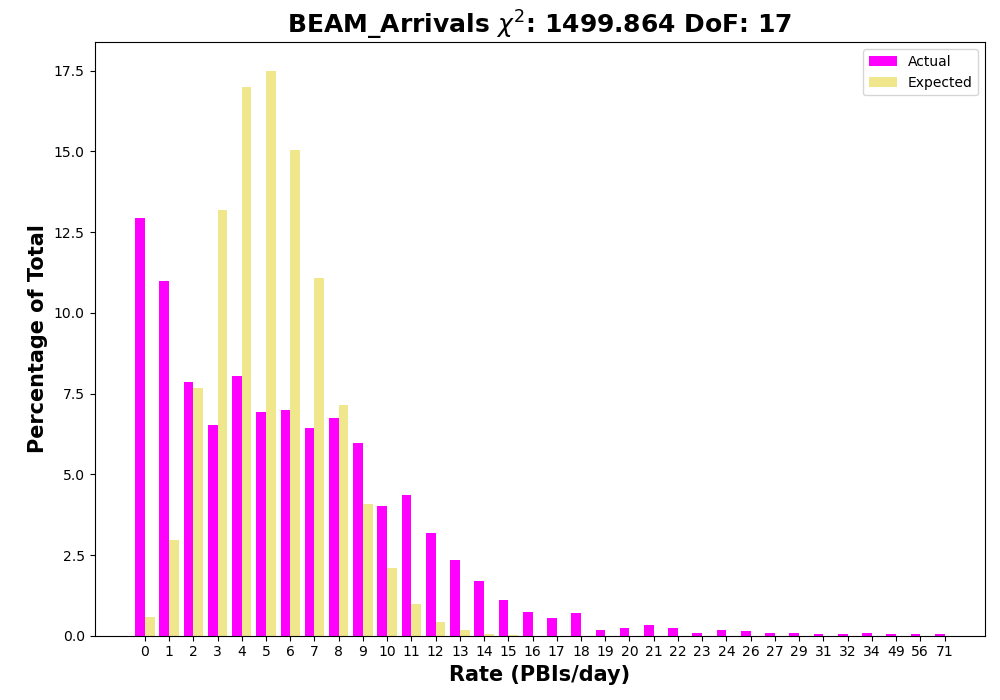 BEAM_Arrivals χ²: 1499.864 DoF: 17
Actual
Expected
17.5
15.0
12.5
10.0
7.5
5.0
2.5
0.0
Percentage of Total
0 1 2 3 4 5 6 7 8 9 10 11 12 13 14 15 16 17 18 19 20 21 22 23 24 26 27 29 31 32 34 49 56 71
Rate (PBIs/day)